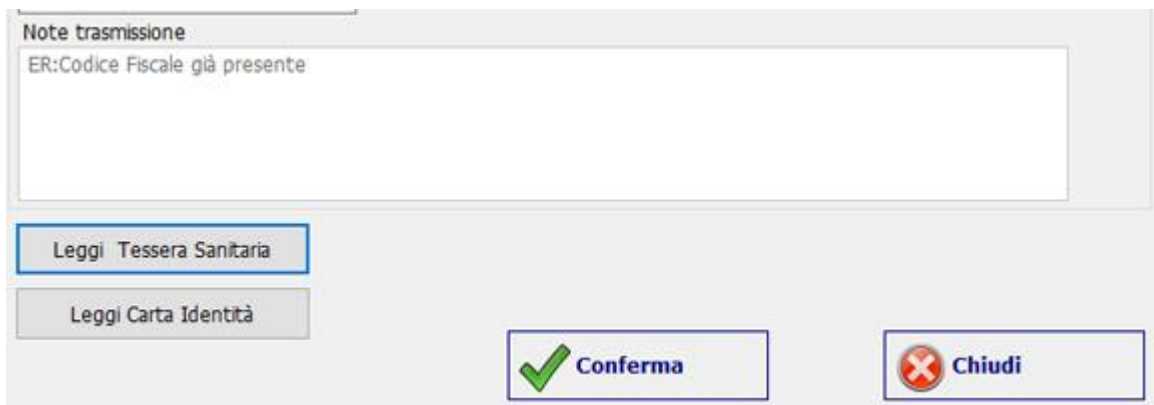 Note trasmissione
ER:Codice Fiscale già presente
Leggi Tessera Sanitaria
Leggi Carta Identità
Conferma
Chiudi